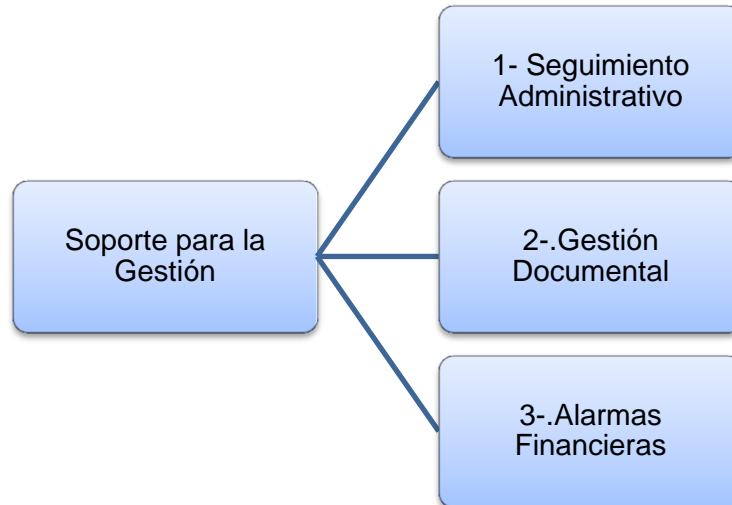 1- Seguimiento
Administrativo
Soporte para la
Gestión
2-.Gestión
Documental
3-.Alarmas
Financieras